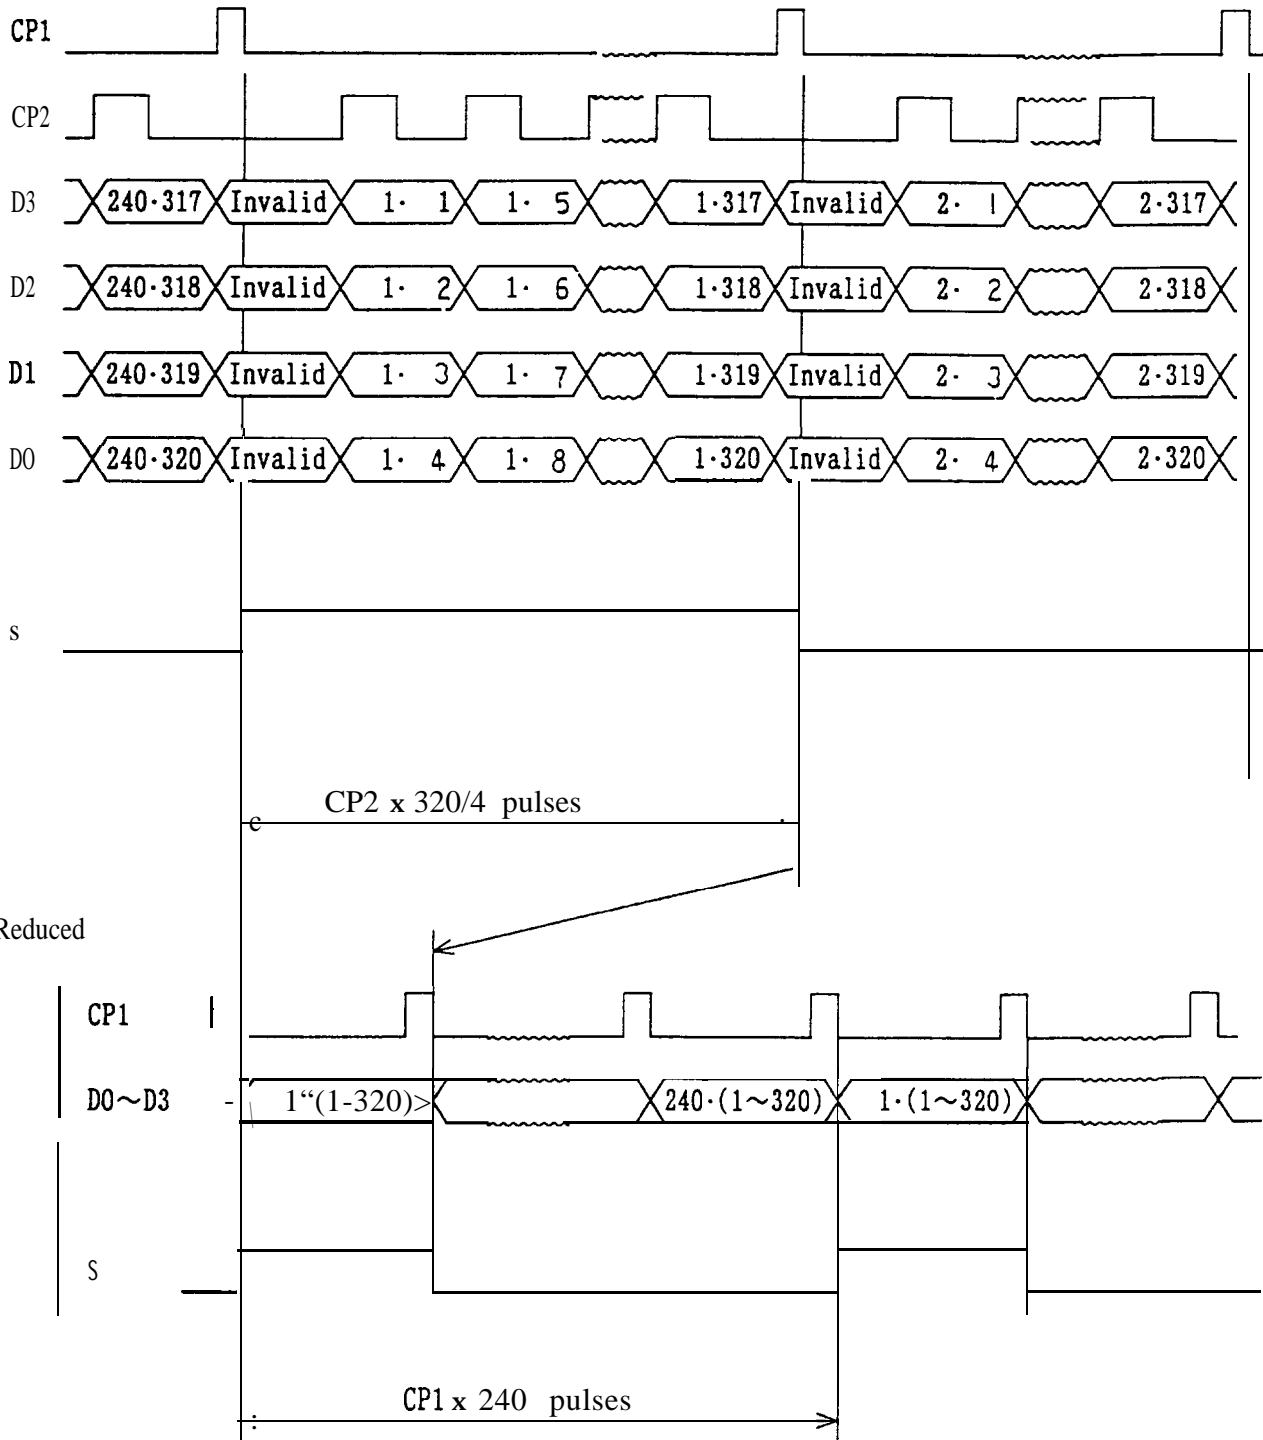 CP1
CP2
D3 240·317 Invalid 1· 1 1· 5 1·317 Invalid 2· 1 2·317
D2 240·318 Invalid 1· 2 1· 6 1·318 Invalid 2· 2 2·318
D1 240·319 Invalid 1· 3 1· 7 1·319 Invalid 2· 3 2·319
D0 240·320 Invalid 1· 4 1· 8 1·320 Invalid 2· 4 2·320
s
CP2 x 320/4 pulses
c
Reduced
CP1
D0~D3 - 1“(1-320)> 240·(1~320) 1·(1~320)
S
CP1 x 240 pulses